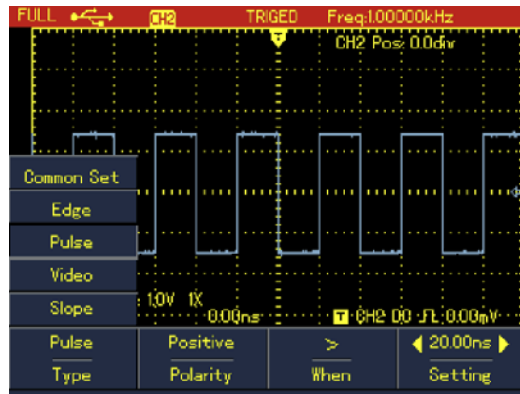 FULL CH2 TRIGED Freq:1.00000kHz
T CH2 Pos: 0.0div
Common Set
Edge
Pulse
Video
Slope
1.0V 1X
0.00ns T CH2 DC 0.00mV
Pulse Positive > 20.00ns
Type Polarity When Setting